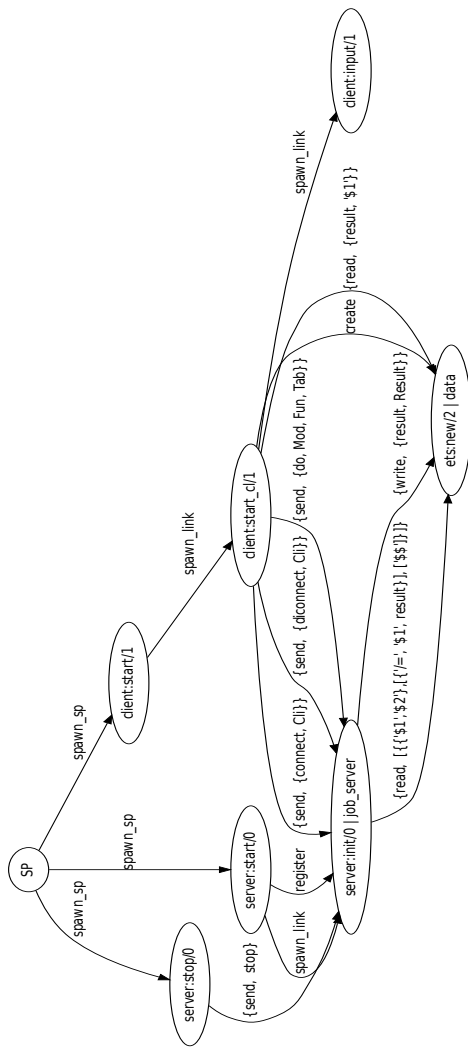 SP
spawn_sp
spawn_sp
spawn_sp
client:start/1
server:start/0
server:stop/0
spawn_link
client:start_cl/1
spawn_link
client:input/1
register
spawn_link
{send, stop}
{send, {connect, Cli}}
{send, {diconnect, Cli}}
{send, {do, Mod, Fun, Tab}}
create
{read, {result, '$1'}}
server:init/0 | job_server
{read, [{{'$1','$2'},[{'/=', '$1', result}],['$$']}]}
{write, {result, Result}}
ets:new/2 | data